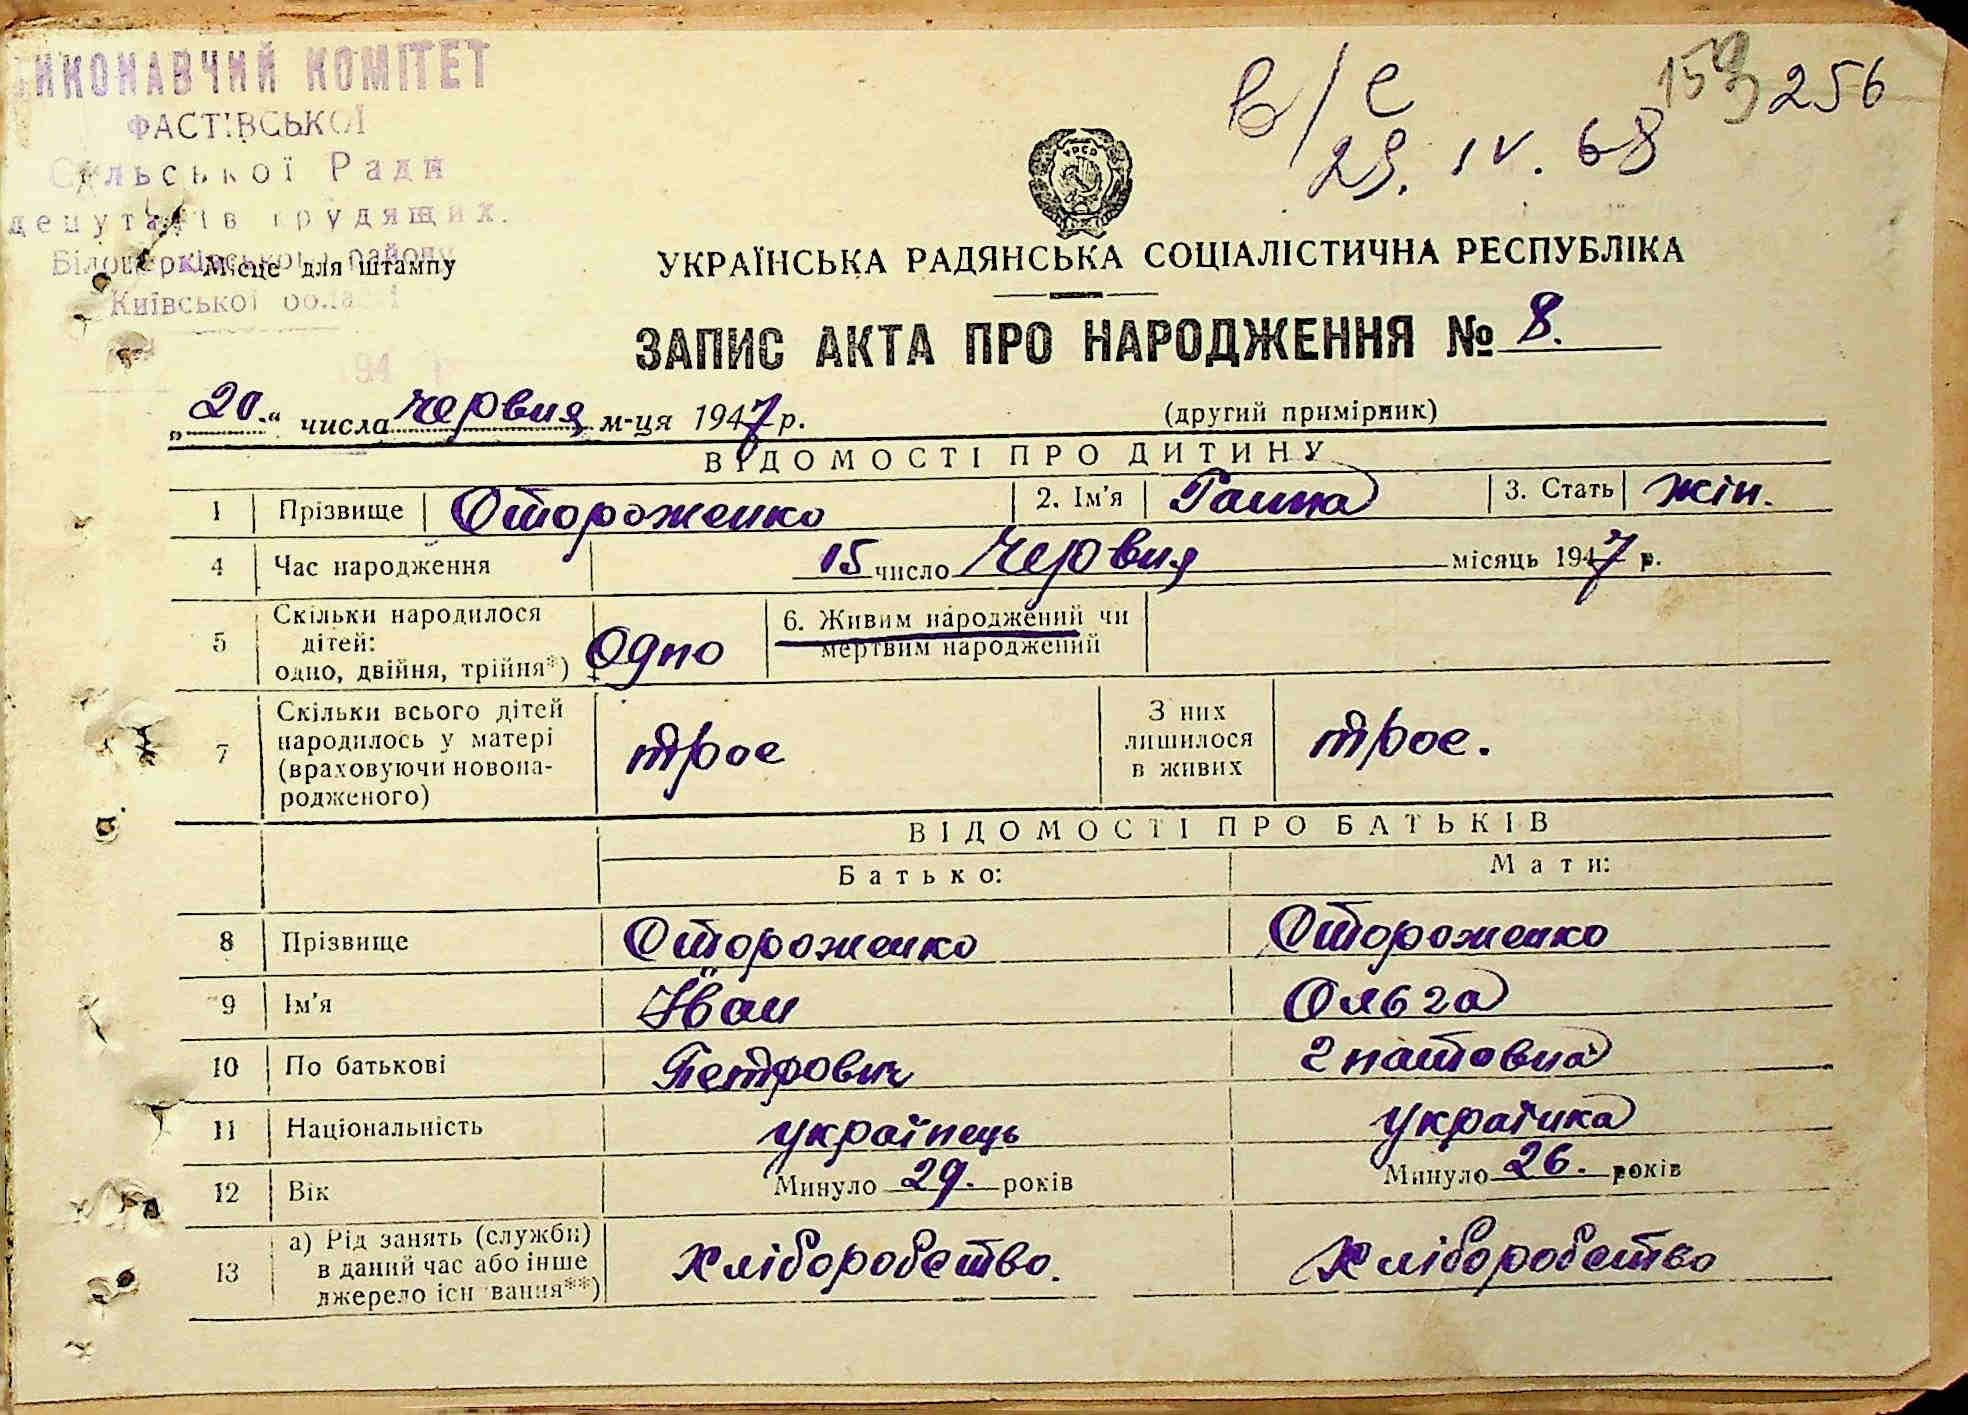 ВИКОНАВЧИЙ КОМІТЕТ
ФАСТІВСЬКОЇ
Сільської Ради
депутатів трудящих.
Білоцерківського району
Місце для штампу
Київської області
194 р.
в/с
29. IV. 68
256
УРСР
УКРАЇНСЬКА РАДЯНСЬКА СОЦІАЛІСТИЧНА РЕСПУБЛІКА
ЗАПИС АКТА ПРО НАРОДЖЕННЯ № 8.
„20.“ числа червня м-ця 1947 р. (другий примірник)
ВІДОМОСТІ ПРО ДИТИНУ
1 Прізвище Сторроженко 2. Ім'я Ганна 3. Стать жін.
4 Час народження 15 число червня місяць 1947 р.
5 Скільки народилося дітей: одно, двійня, трійня*) Одно 6. Живим народжений чи мертвим народжений
7 Скільки всього дітей народилось у матері (враховуючи новонародженого) троє З них лишилося в живих троє.
ВІДОМОСТІ ПРО БАТЬКІВ
Батько: Мати:
8 Прізвище Стороженко Стороженко
9 Ім'я Іван Ольга
10 По батькові Петрович Гнатовна
11 Національність українець українка
12 Вік Минуло 29. років Минуло 26. років
13 а) Рід занять (служби) в даний час або інше джерело існування**) Хліборобство. Хліборобство